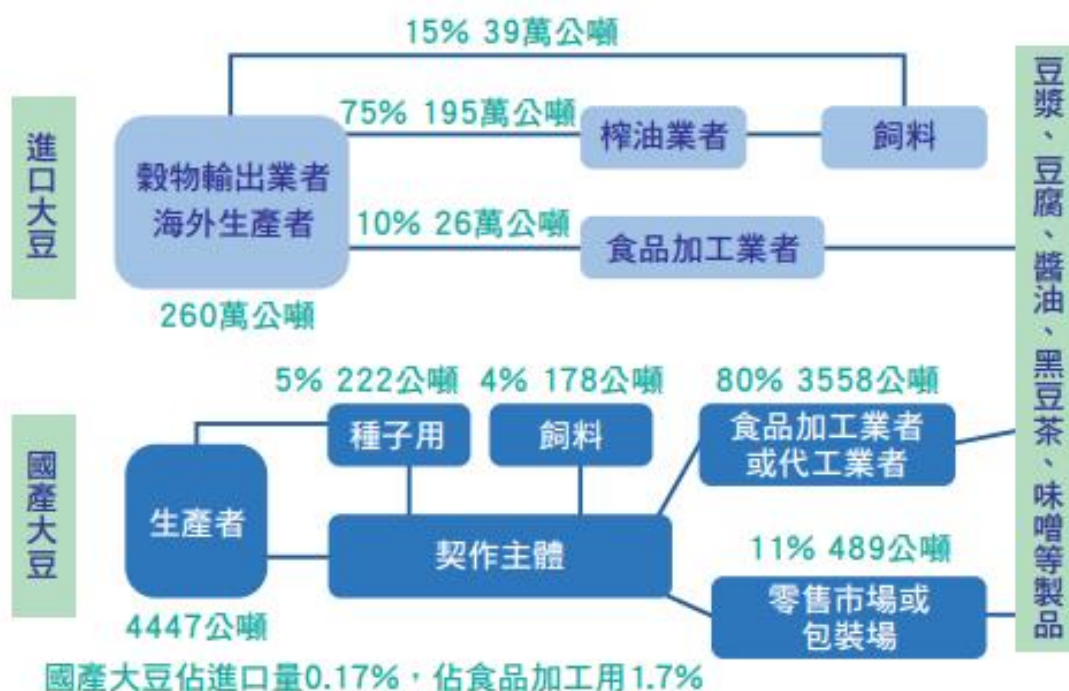 15% 39萬公噸
進口大豆
穀物輸出業者
海外生產者
260萬公噸
75% 195萬公噸
榨油業者
飼料
10% 26萬公噸
食品加工業者
國產大豆
生產者
4447公噸
5% 222公噸
種子用
4% 178公噸
飼料
契作主體
80% 3558公噸
食品加工業者
或代工業者
11% 489公噸
零售市場或
包裝場
豆漿、豆腐、醬油、黑豆茶、味噌等製品
國產大豆佔進口量0.17%,佔食品加工用1.7%